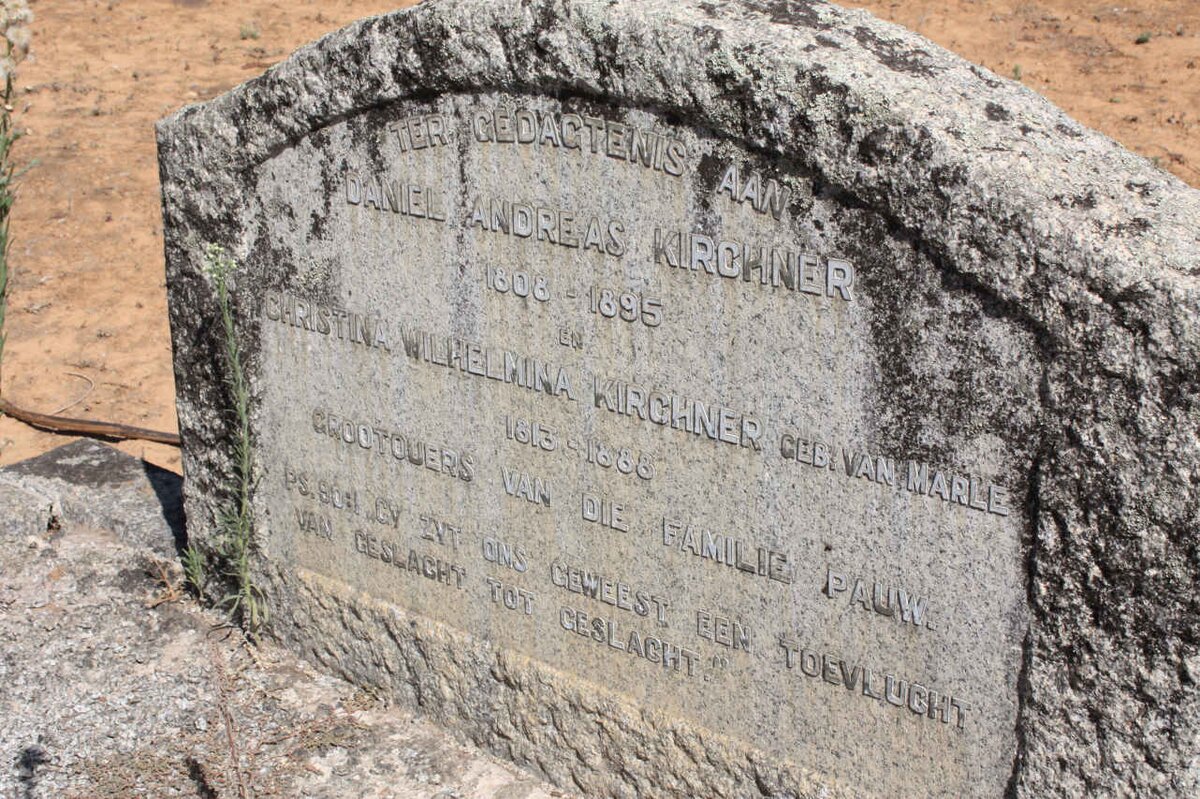 TER GEDACTENIS AAN
DANIEL ANDREAS KIRCHNER
1808 - 1895
EN
CHRISTINA WILHELMINA KIRCHNER GEB: VAN MARLE
1813 - 1888
GROOTOUERS VAN DIE FAMILIE PAUW.
PS. 90:1 „GY ZYT ONS GEWEEST EEN TOEVLUCHT
VAN GESLACHT TOT GESLACHT."